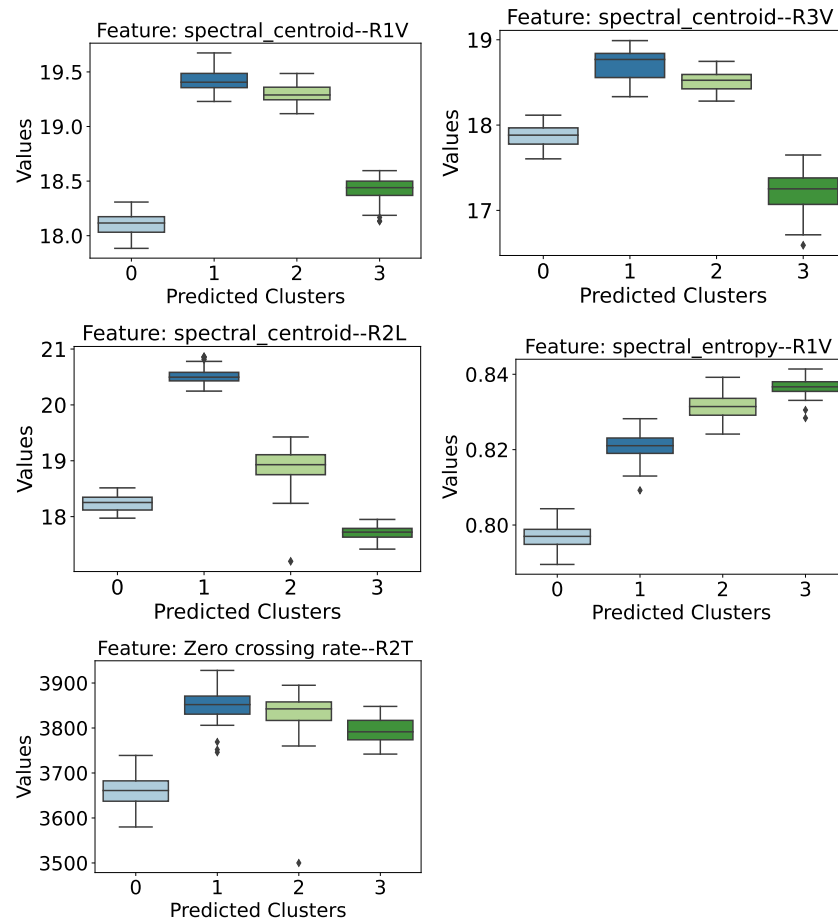 Feature: spectral_centroid--R1V
Values
19.5
19.0
18.5
18.0
0 1 2 3
Predicted Clusters
Feature: spectral_centroid--R3V
Values
19
18
17
0 1 2 3
Predicted Clusters
Feature: spectral_centroid--R2L
Values
21
20
19
18
0 1 2 3
Predicted Clusters
Feature: spectral_entropy--R1V
Values
0.84
0.82
0.80
0 1 2 3
Predicted Clusters
Feature: Zero crossing rate--R2T
Values
3900
3800
3700
3600
3500
0 1 2 3
Predicted Clusters